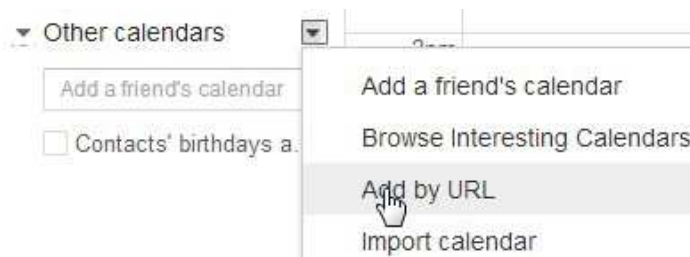 Other calendars
Add a friend's calendar
Contacts' birthdays a.
Add a friend's calendar
Browse Interesting Calendars
Add by URL
Import calendar